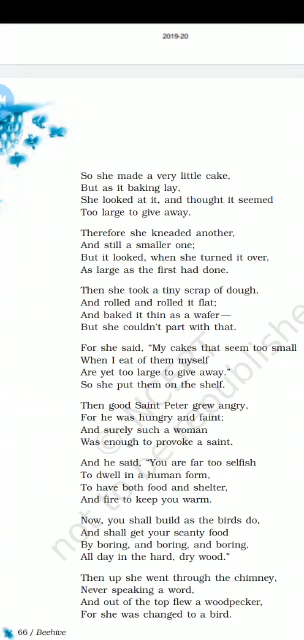 2019-20
So she made a very little cake,
But as it baking lay,
She looked at it, and thought it seemed
Too large to give away.
Therefore she kneaded another,
And still a smaller one;
But it looked, when she turned it over,
As large as the first had done.
Then she took a tiny scrap of dough,
And rolled and rolled it flat;
And baked it thin as a wafer—
But she couldn't part with that.
For she said, “My cakes that seem too small
When I eat of them myself
Are yet too large to give away.”
So she put them on the shelf.
Then good Saint Peter grew angry,
For he was hungry and faint;
And surely such a woman
Was enough to provoke a saint.
And he said, “You are far too selfish
To dwell in a human form,
To have both food and shelter,
And fire to keep you warm.
Now, you shall build as the birds do,
And shall get your scanty food
By boring, and boring, and boring,
All day in the hard, dry wood.”
Then up she went through the chimney,
Never speaking a word,
And out of the top flew a woodpecker,
For she was changed to a bird.
66 / Beehive
not to be republished